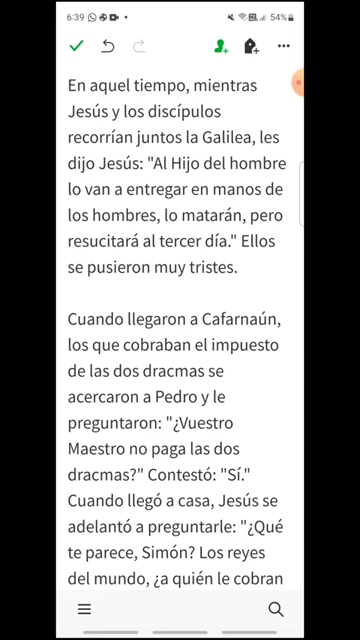 6:39
54%
En aquel tiempo, mientras
Jesús y los discípulos
recorrían juntos la Galilea, les
dijo Jesús: "Al Hijo del hombre
lo van a entregar en manos de
los hombres, lo matarán, pero
resucitará al tercer día." Ellos
se pusieron muy tristes.
Cuando llegaron a Cafarnaún,
los que cobraban el impuesto
de las dos dracmas se
acercaron a Pedro y le
preguntaron: "¿Vuestro
Maestro no paga las dos
dracmas?" Contestó: "Sí."
Cuando llegó a casa, Jesús se
adelantó a preguntarle: "¿Qué
te parece, Simón? Los reyes
del mundo, ¿a quién le cobran